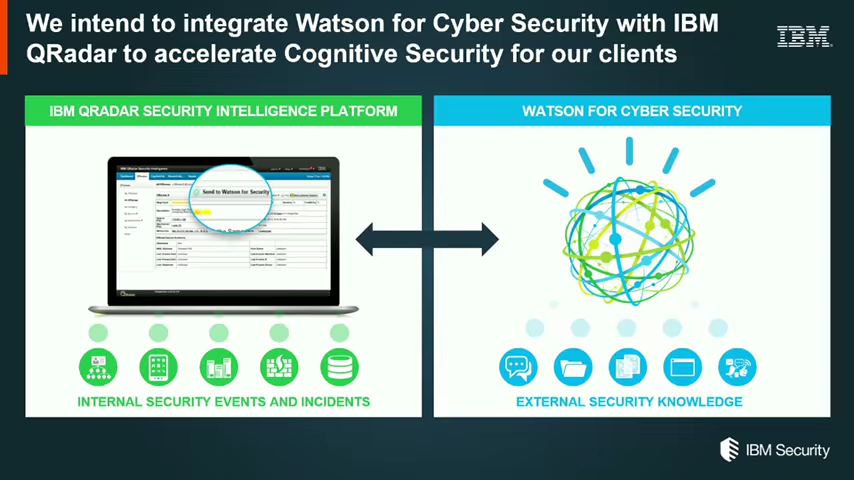 We intend to integrate Watson for Cyber Security with IBM
QRadar to accelerate Cognitive Security for our clients
IBM
IBM QRADAR SECURITY INTELLIGENCE PLATFORM
WATSON FOR CYBER SECURITY
Send to Watson for Security
INTERNAL SECURITY EVENTS AND INCIDENTS
EXTERNAL SECURITY KNOWLEDGE
IBM Security